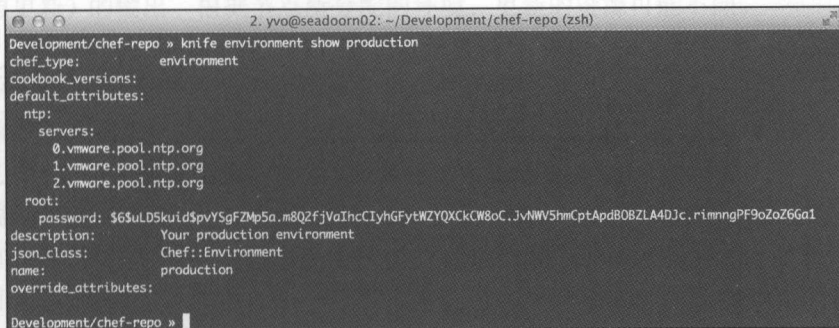 2. yvo@seadoorn02: ~/Development/chef-repo (zsh)
Development/chef-repo » knife environment show production
chef_type: environment
cookbook_versions:
default_attributes:
ntp:
servers:
0.vmware.pool.ntp.org
1.vmware.pool.ntp.org
2.vmware.pool.ntp.org
root:
password: $6$uLD5kuid$pvYSgFZMp5a.m8Q2fjVaIhcCIyhGFytWZYQXCkCW8oC.JvNWV5hmCptApdBOBZLA4DJc.rimnngPF9oZoZ6Ga1
description: Your production environment
json_class: Chef::Environment
name: production
override_attributes:
Development/chef-repo »